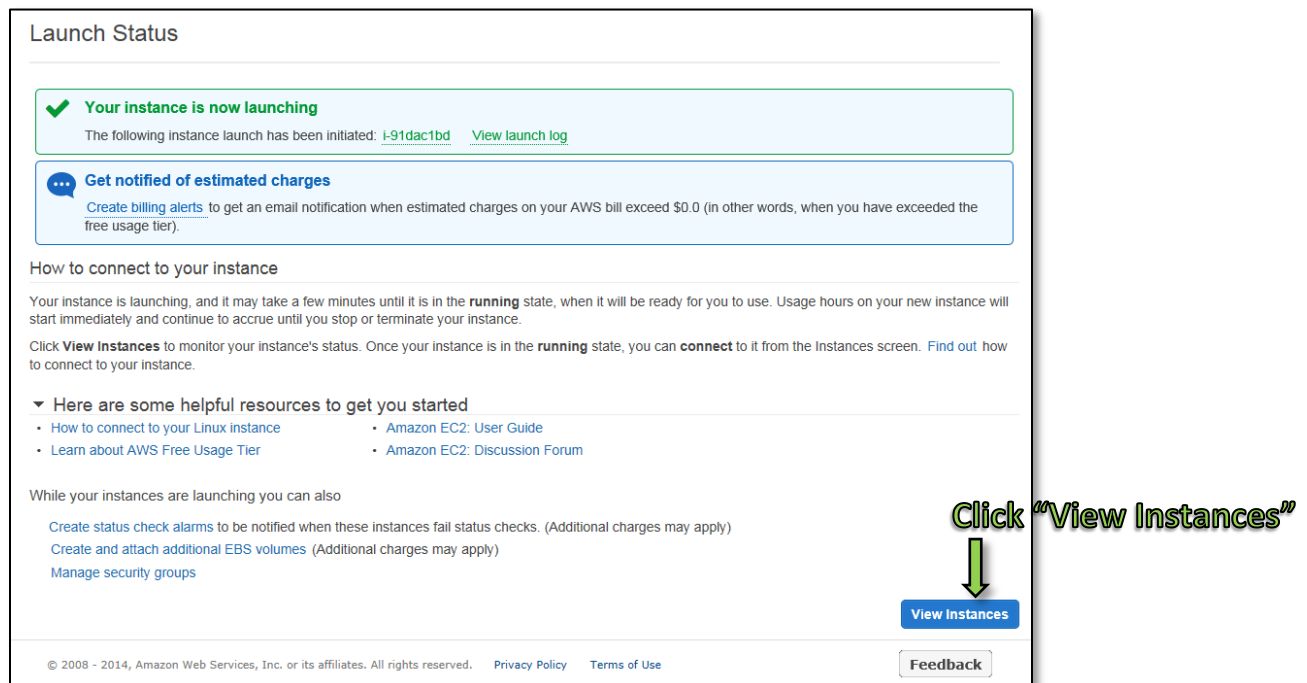 Launch Status
Your instance is now launching
The following instance launch has been initiated: i-91dac1bd View launch log
Get notified of estimated charges
Create billing alerts to get an email notification when estimated charges on your AWS bill exceed $0.0 (in other words, when you have exceeded the
free usage tier).
How to connect to your instance
Your instance is launching, and it may take a few minutes until it is in the running state, when it will be ready for you to use. Usage hours on your new instance will
start immediately and continue to accrue until you stop or terminate your instance.
Click View Instances to monitor your instance's status. Once your instance is in the running state, you can connect to it from the Instances screen. Find out how
to connect to your instance.
Here are some helpful resources to get you started
• How to connect to your Linux instance • Amazon EC2: User Guide
• Learn about AWS Free Usage Tier • Amazon EC2: Discussion Forum
While your instances are launching you can also
Create status check alarms to be notified when these instances fail status checks. (Additional charges may apply)
Create and attach additional EBS volumes (Additional charges may apply)
Manage security groups
Click “View Instances”
View Instances
© 2008 - 2014, Amazon Web Services, Inc. or its affiliates. All rights reserved. Privacy Policy Terms of Use Feedback